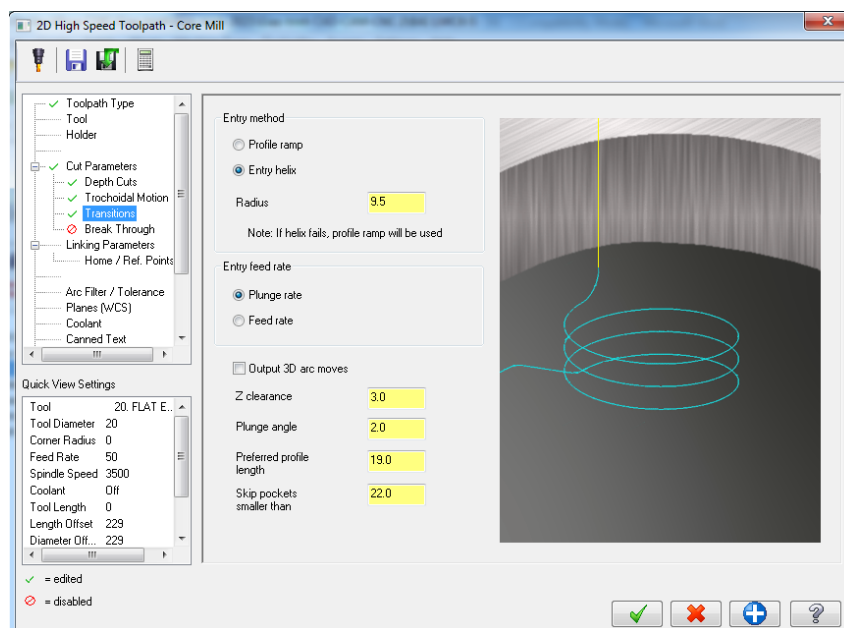 2D High Speed Toolpath - Core Mill
Toolpath Type
Tool
Holder
Cut Parameters
Depth Cuts
Trochoidal Motion
Transitions
Break Through
Linking Parameters
Home / Ref. Points
Arc Filter / Tolerance
Planes (WCS)
Coolant
Canned Text
Quick View Settings
Tool 20. FLAT E..
Tool Diameter 20
Corner Radius 0
Feed Rate 50
Spindle Speed 3500
Coolant Off
Tool Length 0
Length Offset 229
Diameter Off... 229
= edited
= disabled
Entry method
Profile ramp
Entry helix
Radius 9.5
Note: If helix fails, profile ramp will be used
Entry feed rate
Plunge rate
Feed rate
Output 3D arc moves
Z clearance 3.0
Plunge angle 2.0
Preferred profile length 19.0
Skip pockets smaller than 22.0